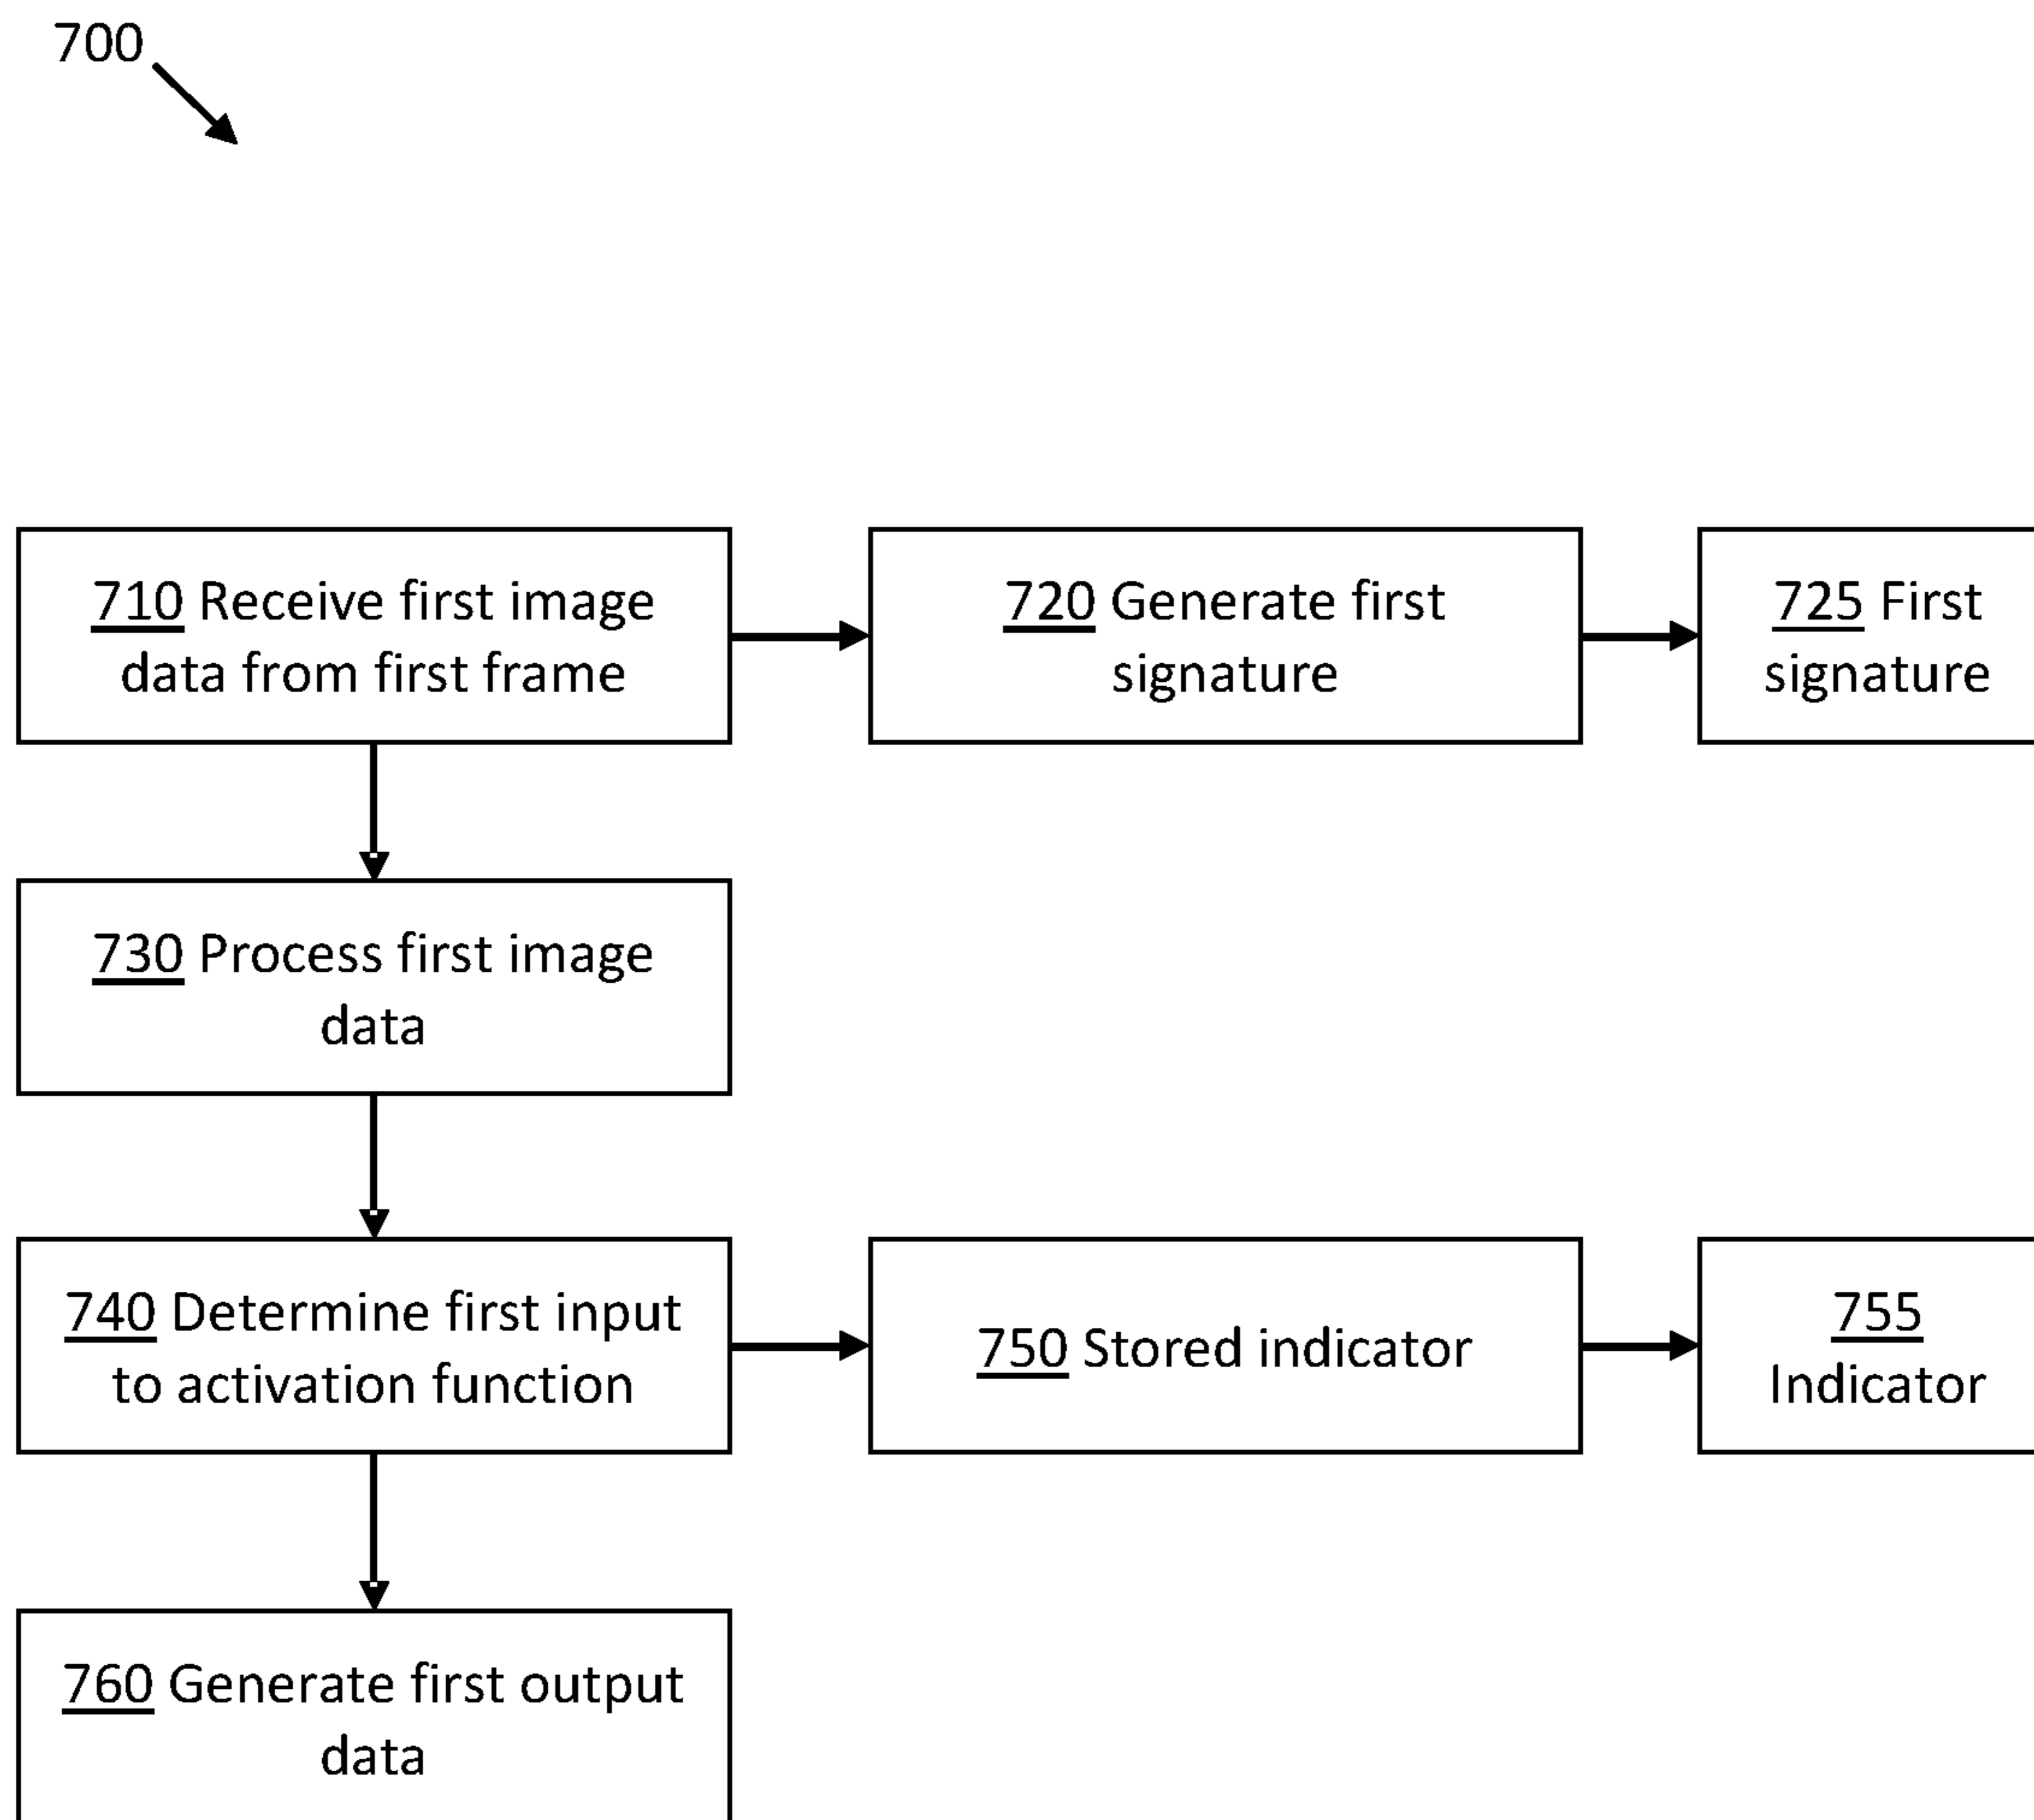 700
710 Receive first image
data from first frame
720 Generate first
signature
725 First
signature
730 Process first image
data
740 Determine first input
to activation function
750 Stored indicator
755
Indicator
760 Generate first output
data